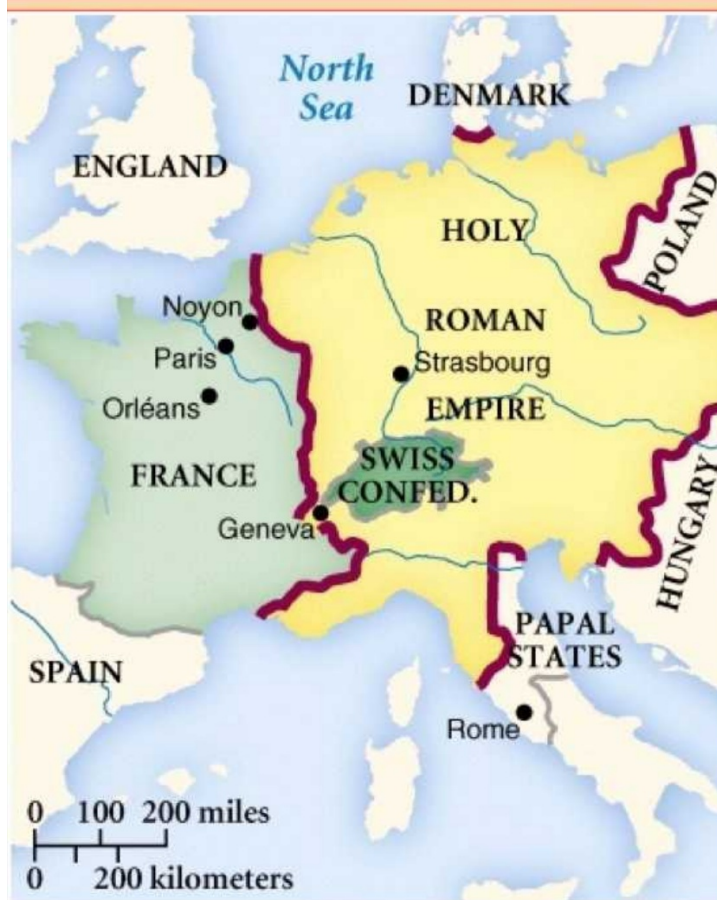 North
Sea
DENMARK
ENGLAND
HOLY
POLAND
Noyon
ROMAN
Paris
Strasbourg
Orléans
EMPIRE
FRANCE
SWISS
CONFED.
HUNGARY
Geneva
PAPAL
STATES
SPAIN
Rome
0 100 200 miles
0 200 kilometers